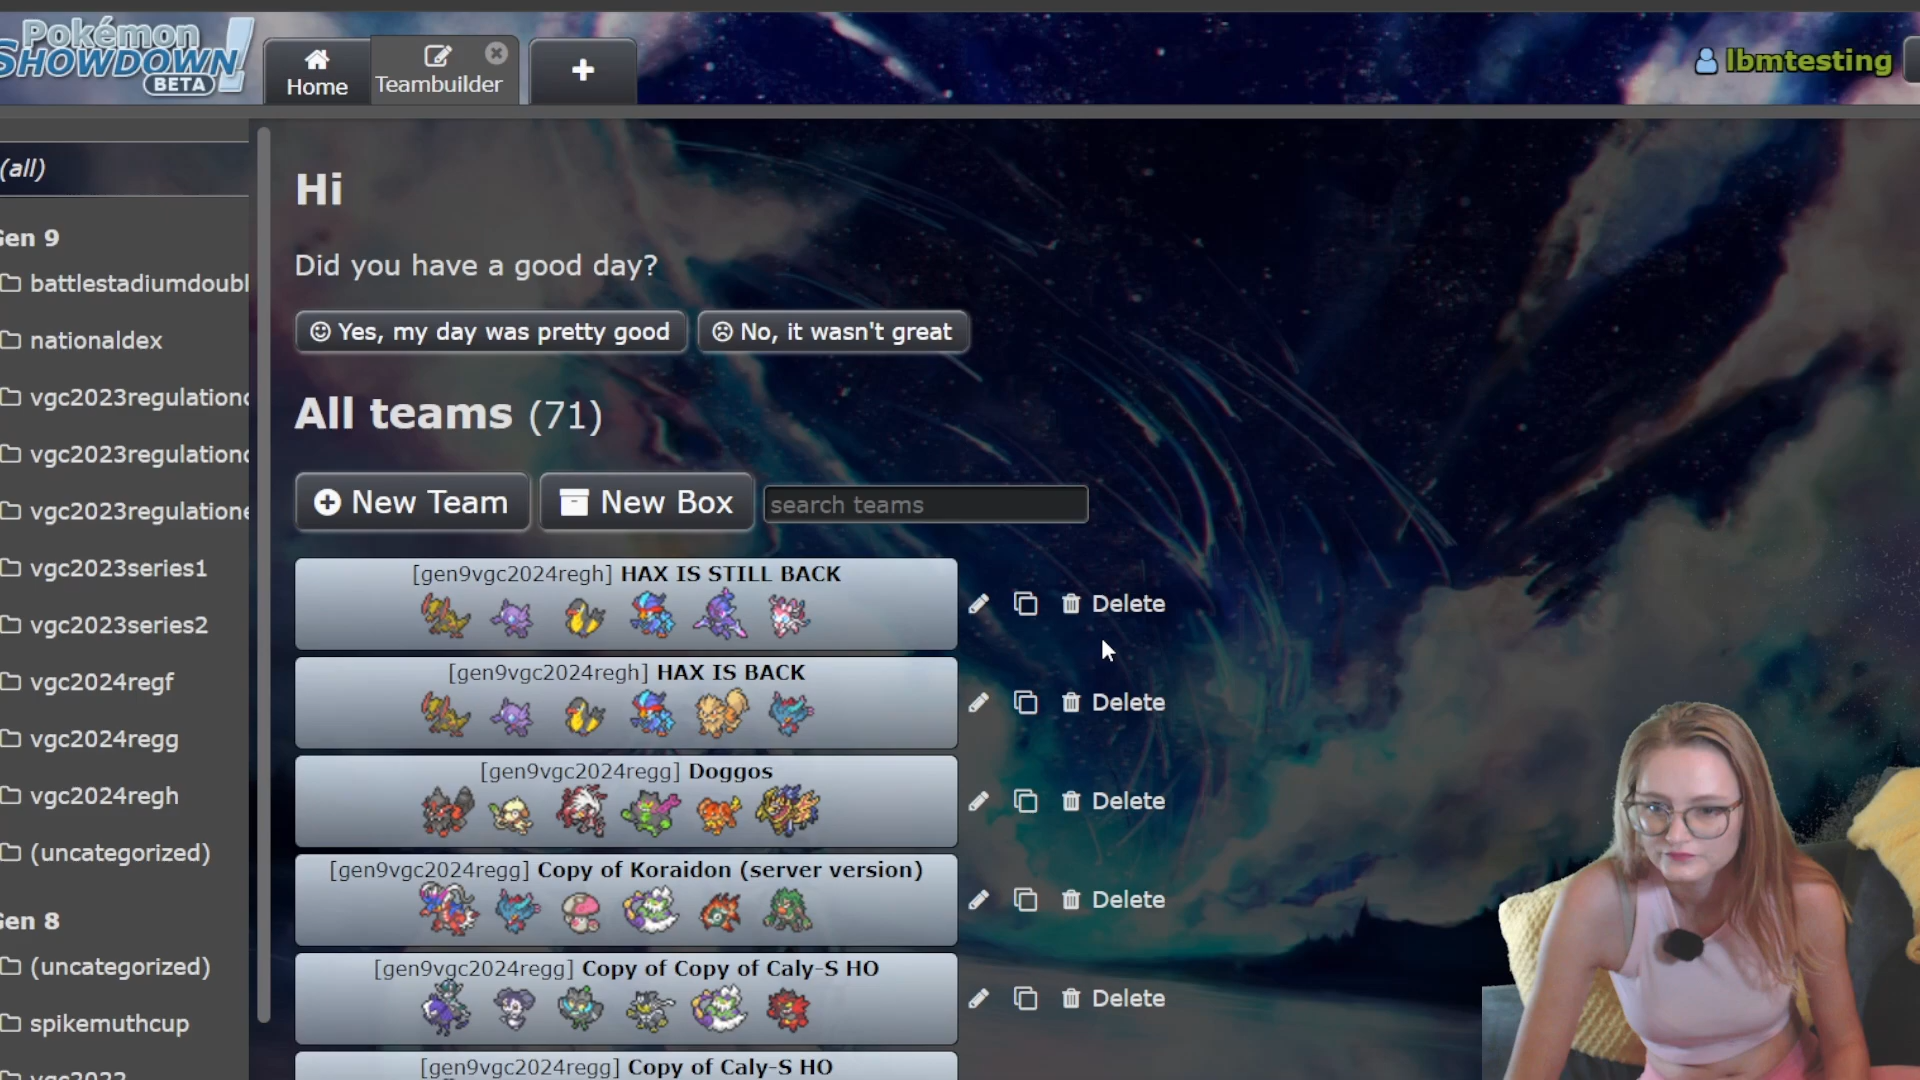 Pokémon
SHOWDOWN!
BETA
Home
Teambuilder
lbmtesting
(all)
Gen 9
battlestadiumdoubl
nationaldex
vgc2023regulation
vgc2023regulation
vgc2023regulatione
vgc2023series1
vgc2023series2
vgc2024regf
vgc2024regg
vgc2024regh
(uncategorized)
Gen 8
(uncategorized)
spikemuthcup
vgc2022
Hi
Did you have a good day?
Yes, my day was pretty good
No, it wasn't great
All teams (71)
New Team
New Box
search teams
[gen9vgc2024regh] HAX IS STILL BACK
Delete
[gen9vgc2024regh] HAX IS BACK
Delete
[gen9vgc2024regg] Doggos
Delete
[gen9vgc2024regg] Copy of Koraidon (server version)
Delete
[gen9vgc2024regg] Copy of Copy of Caly-S HO
Delete
[gen9vgc2024regg] Copy of Caly-S HO